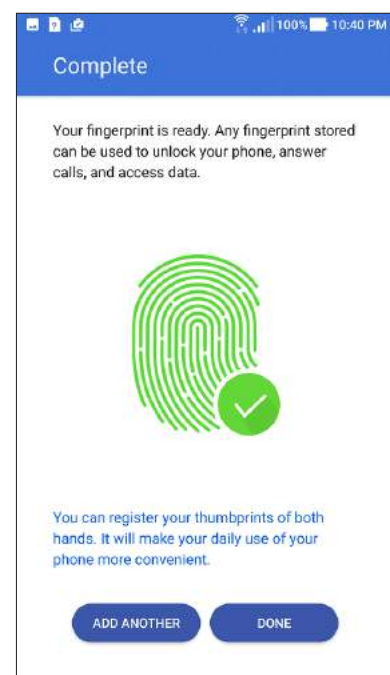 100% 10:40 PM
Complete
Your fingerprint is ready. Any fingerprint stored
can be used to unlock your phone, answer
calls, and access data.
You can register your thumbprints of both
hands. It will make your daily use of your
phone more convenient.
ADD ANOTHER DONE